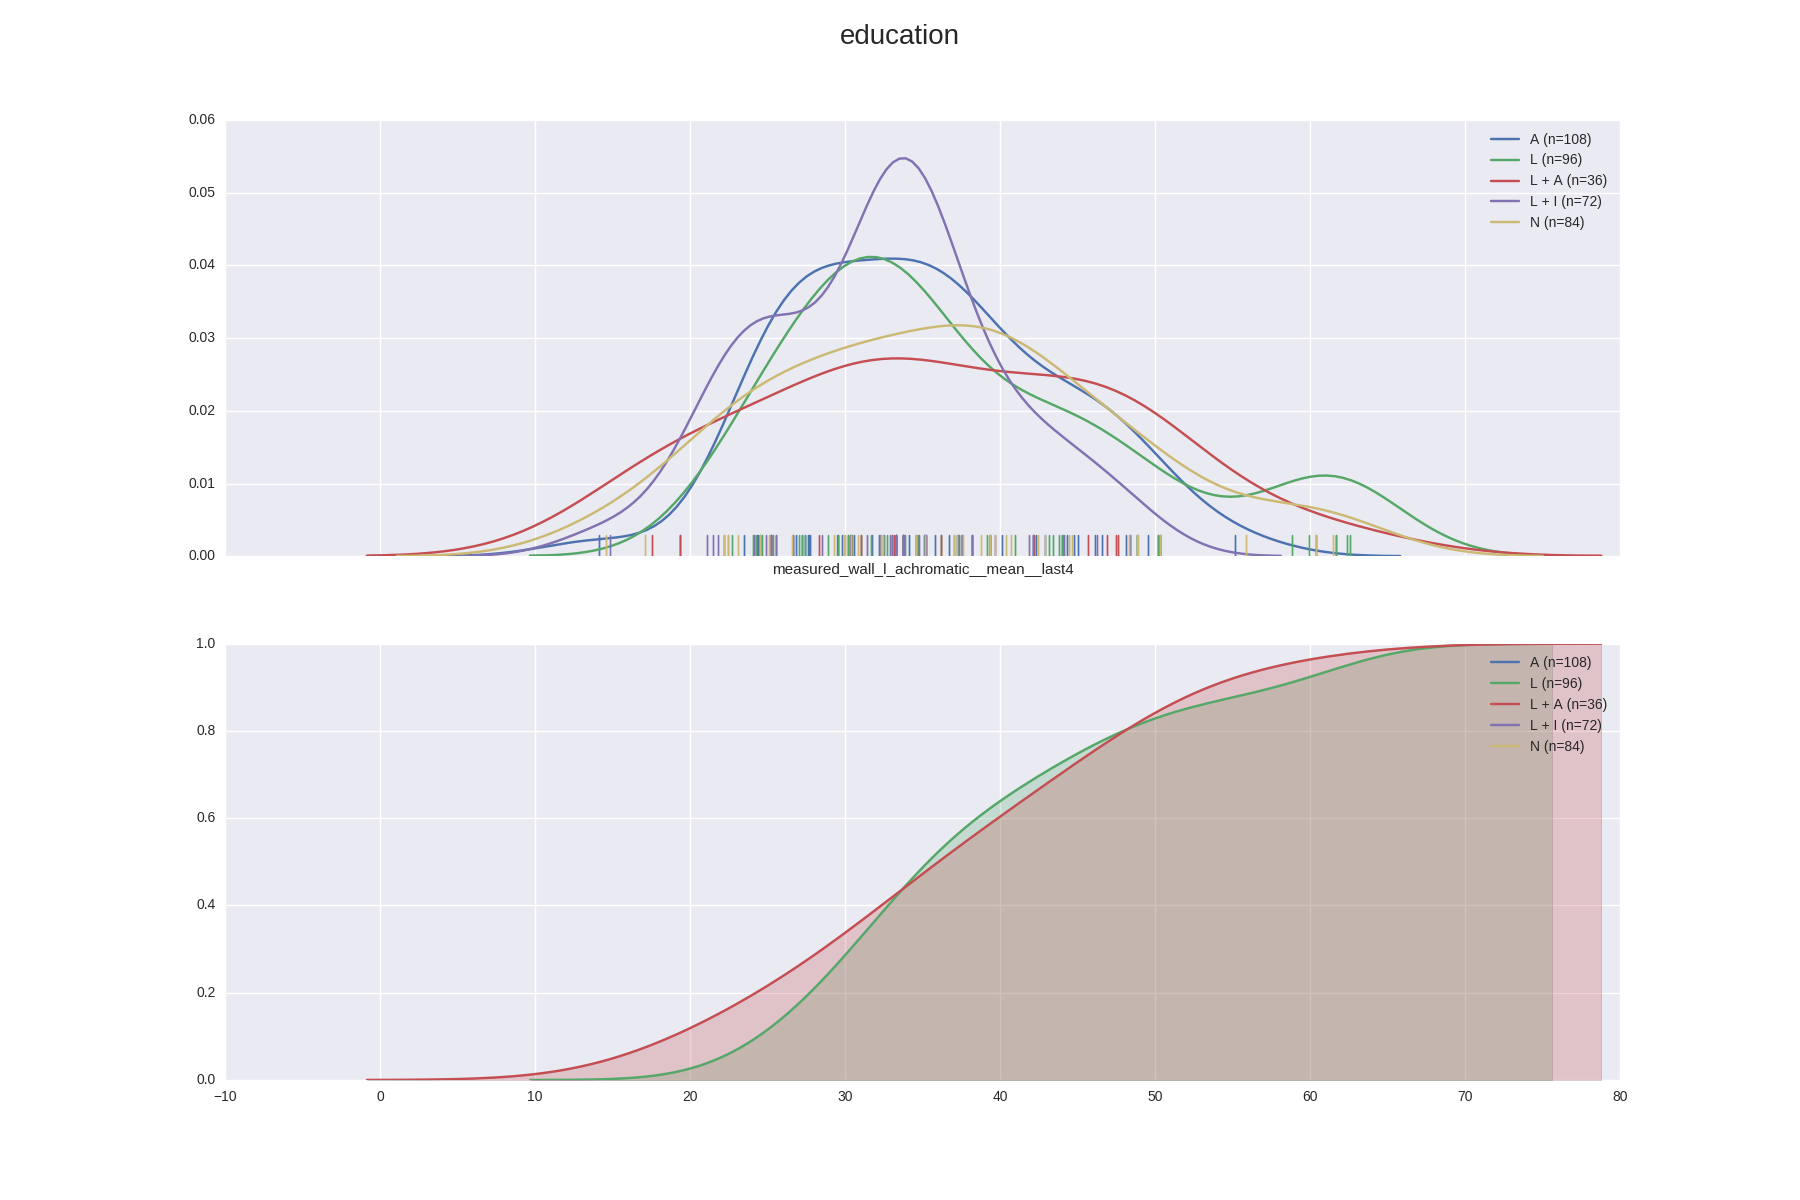 education
0.06
0.05
0.04
0.03
0.02
0.01
0.00
A (n=108)
L (n=96)
L + A (n=36)
L + I (n=72)
N (n=84)
measured_wall_l_achromatic__mean__last4
1.0
0.8
0.6
0.4
0.2
0.0
A (n=108)
L (n=96)
L + A (n=36)
L + I (n=72)
N (n=84)
−10 0 10 20 30 40 50 60 70 80